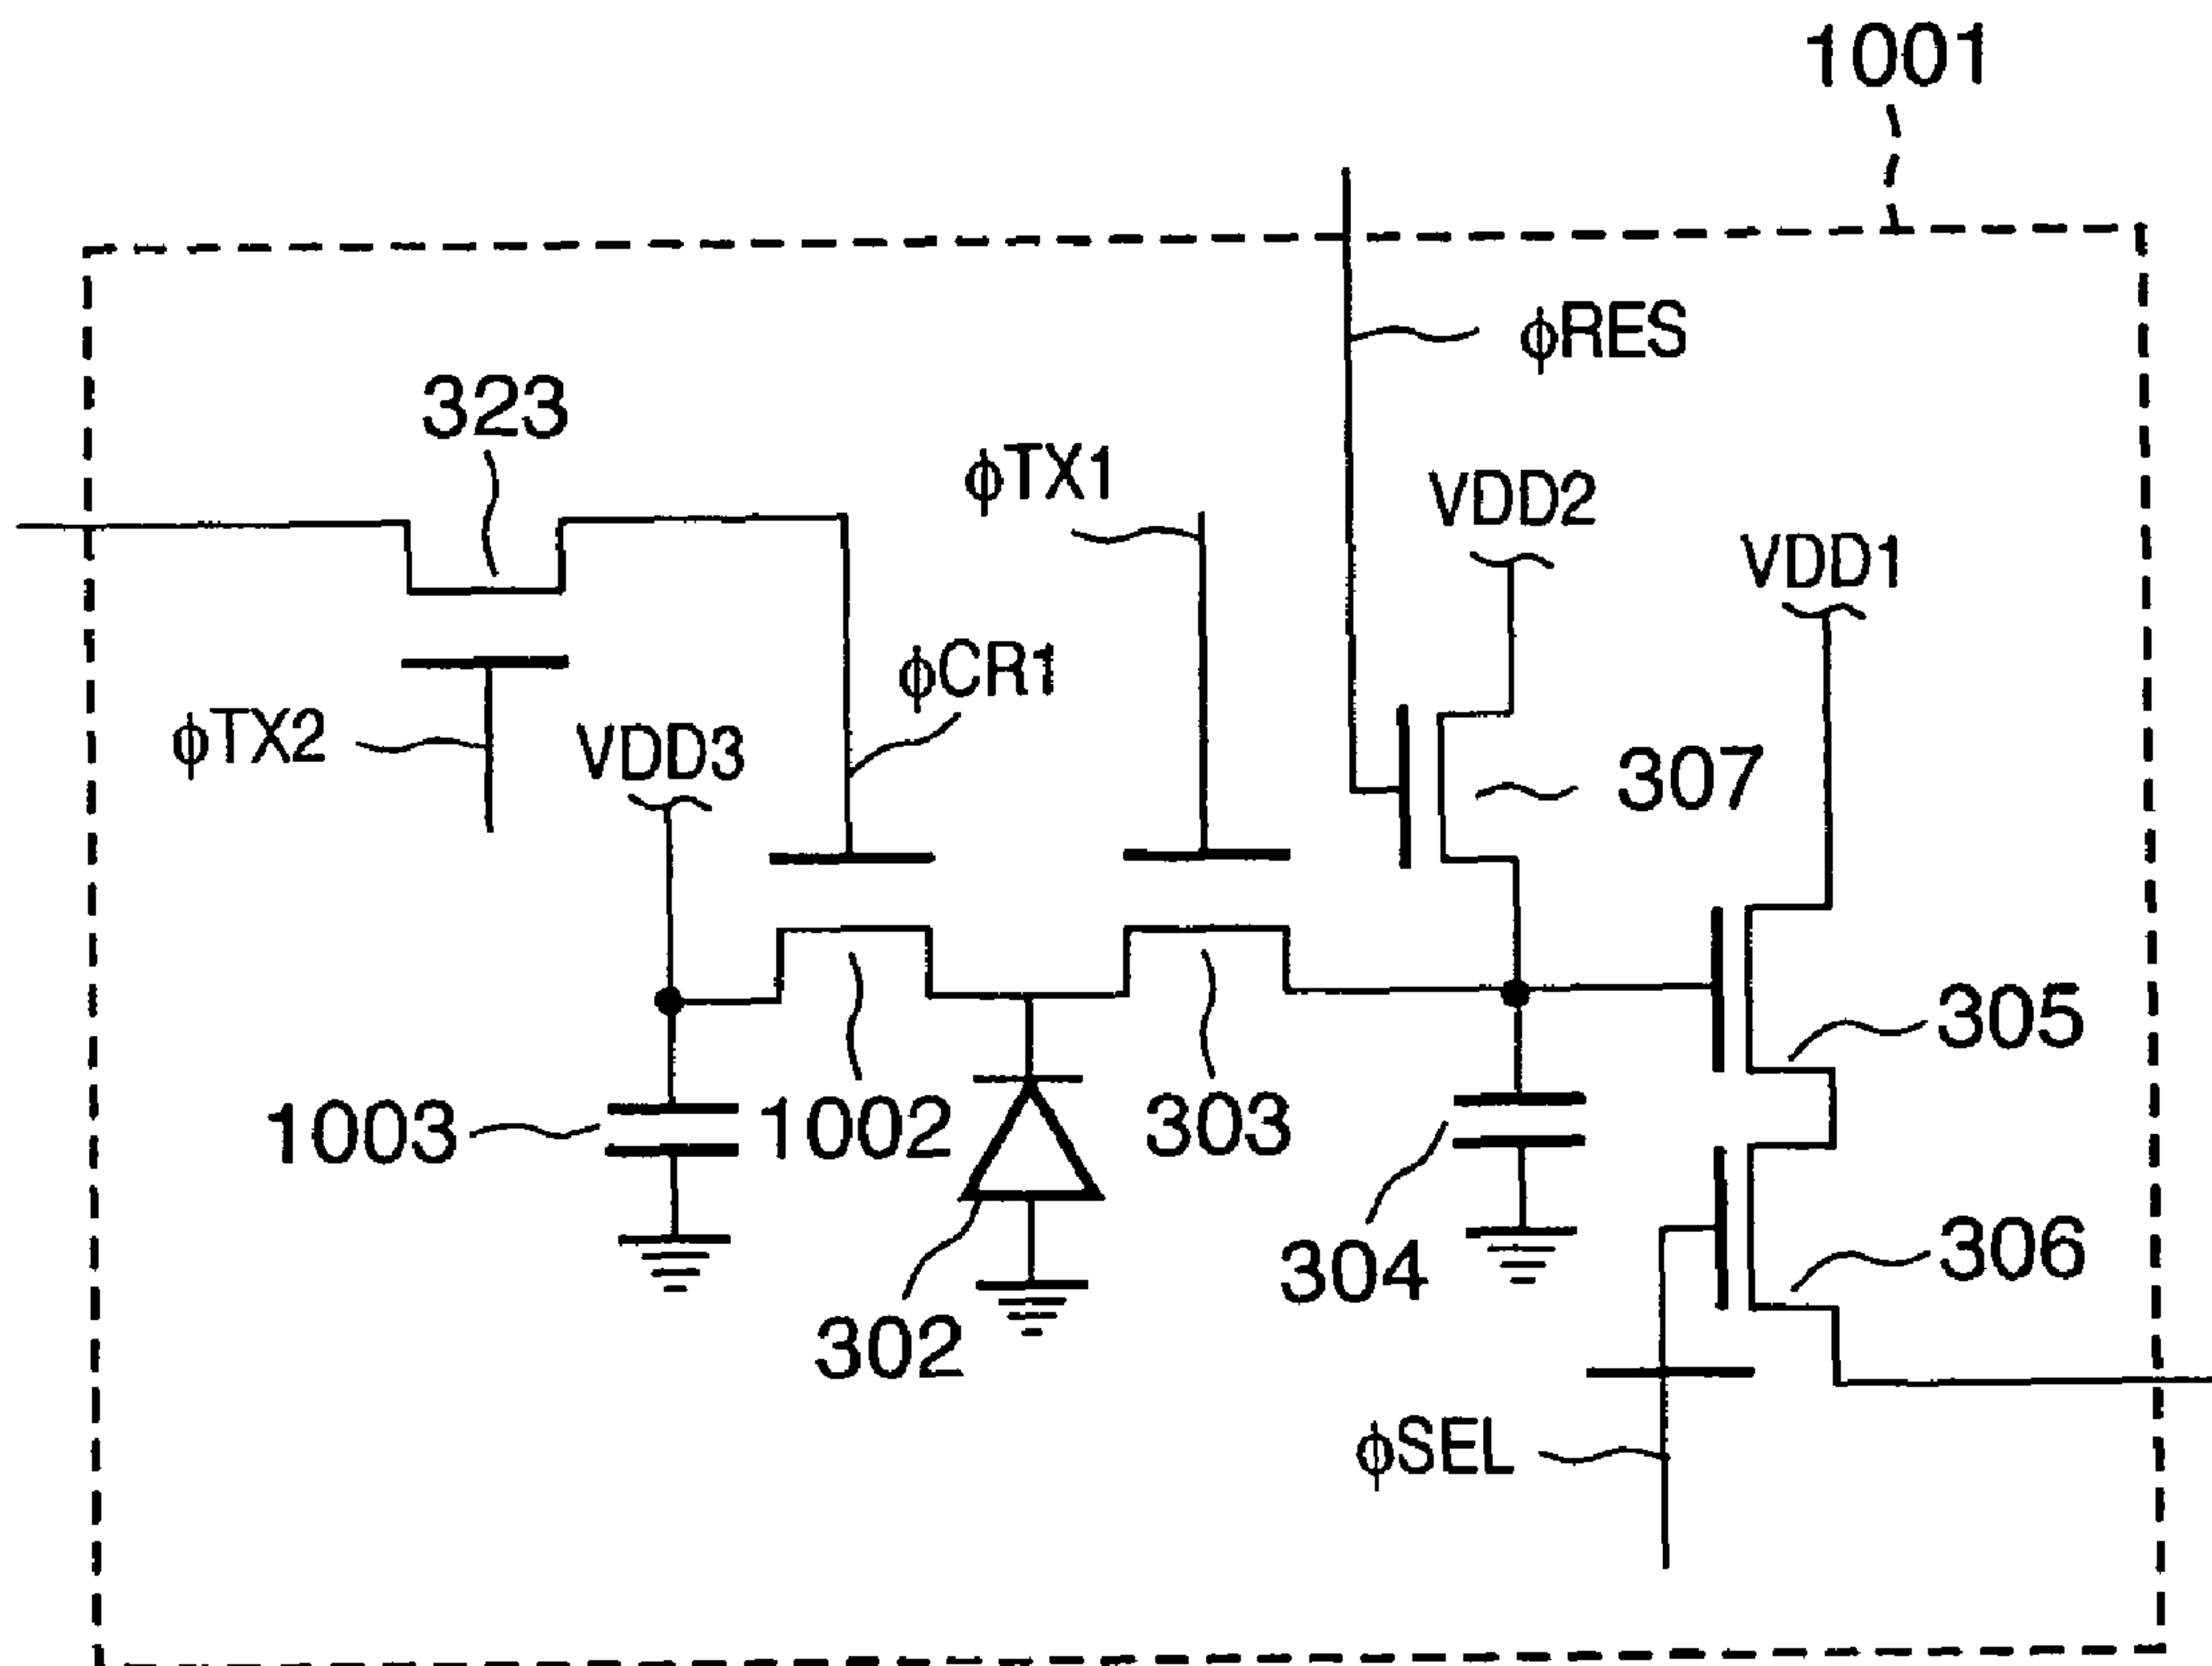 1001
φRES
323
φTX1
VDD2
VDD1
φCR1
φTX2
VDD3
307
305
1003
1002
303
304
306
302
φSEL